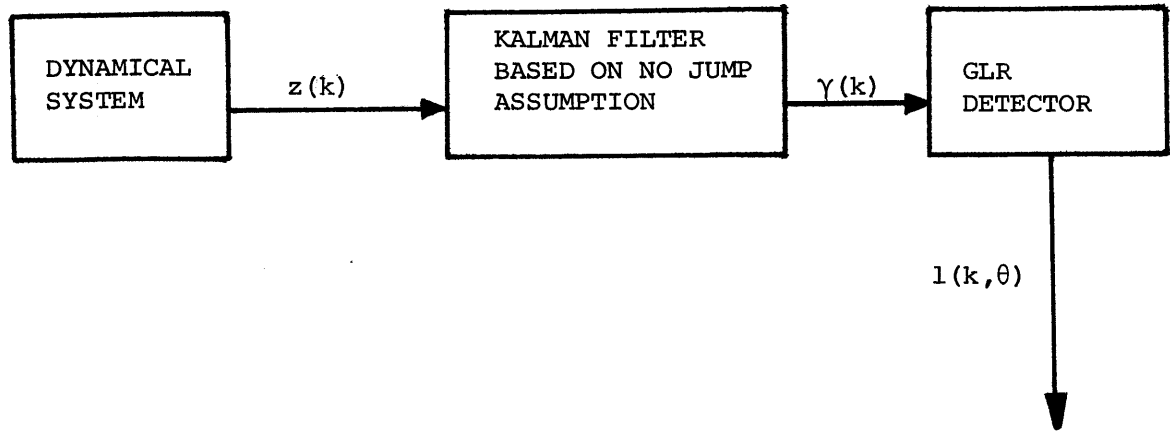 DYNAMICAL
SYSTEM
z(k)
KALMAN FILTER
BASED ON NO JUMP
ASSUMPTION
γ(k)
GLR
DETECTOR
l(k,θ)